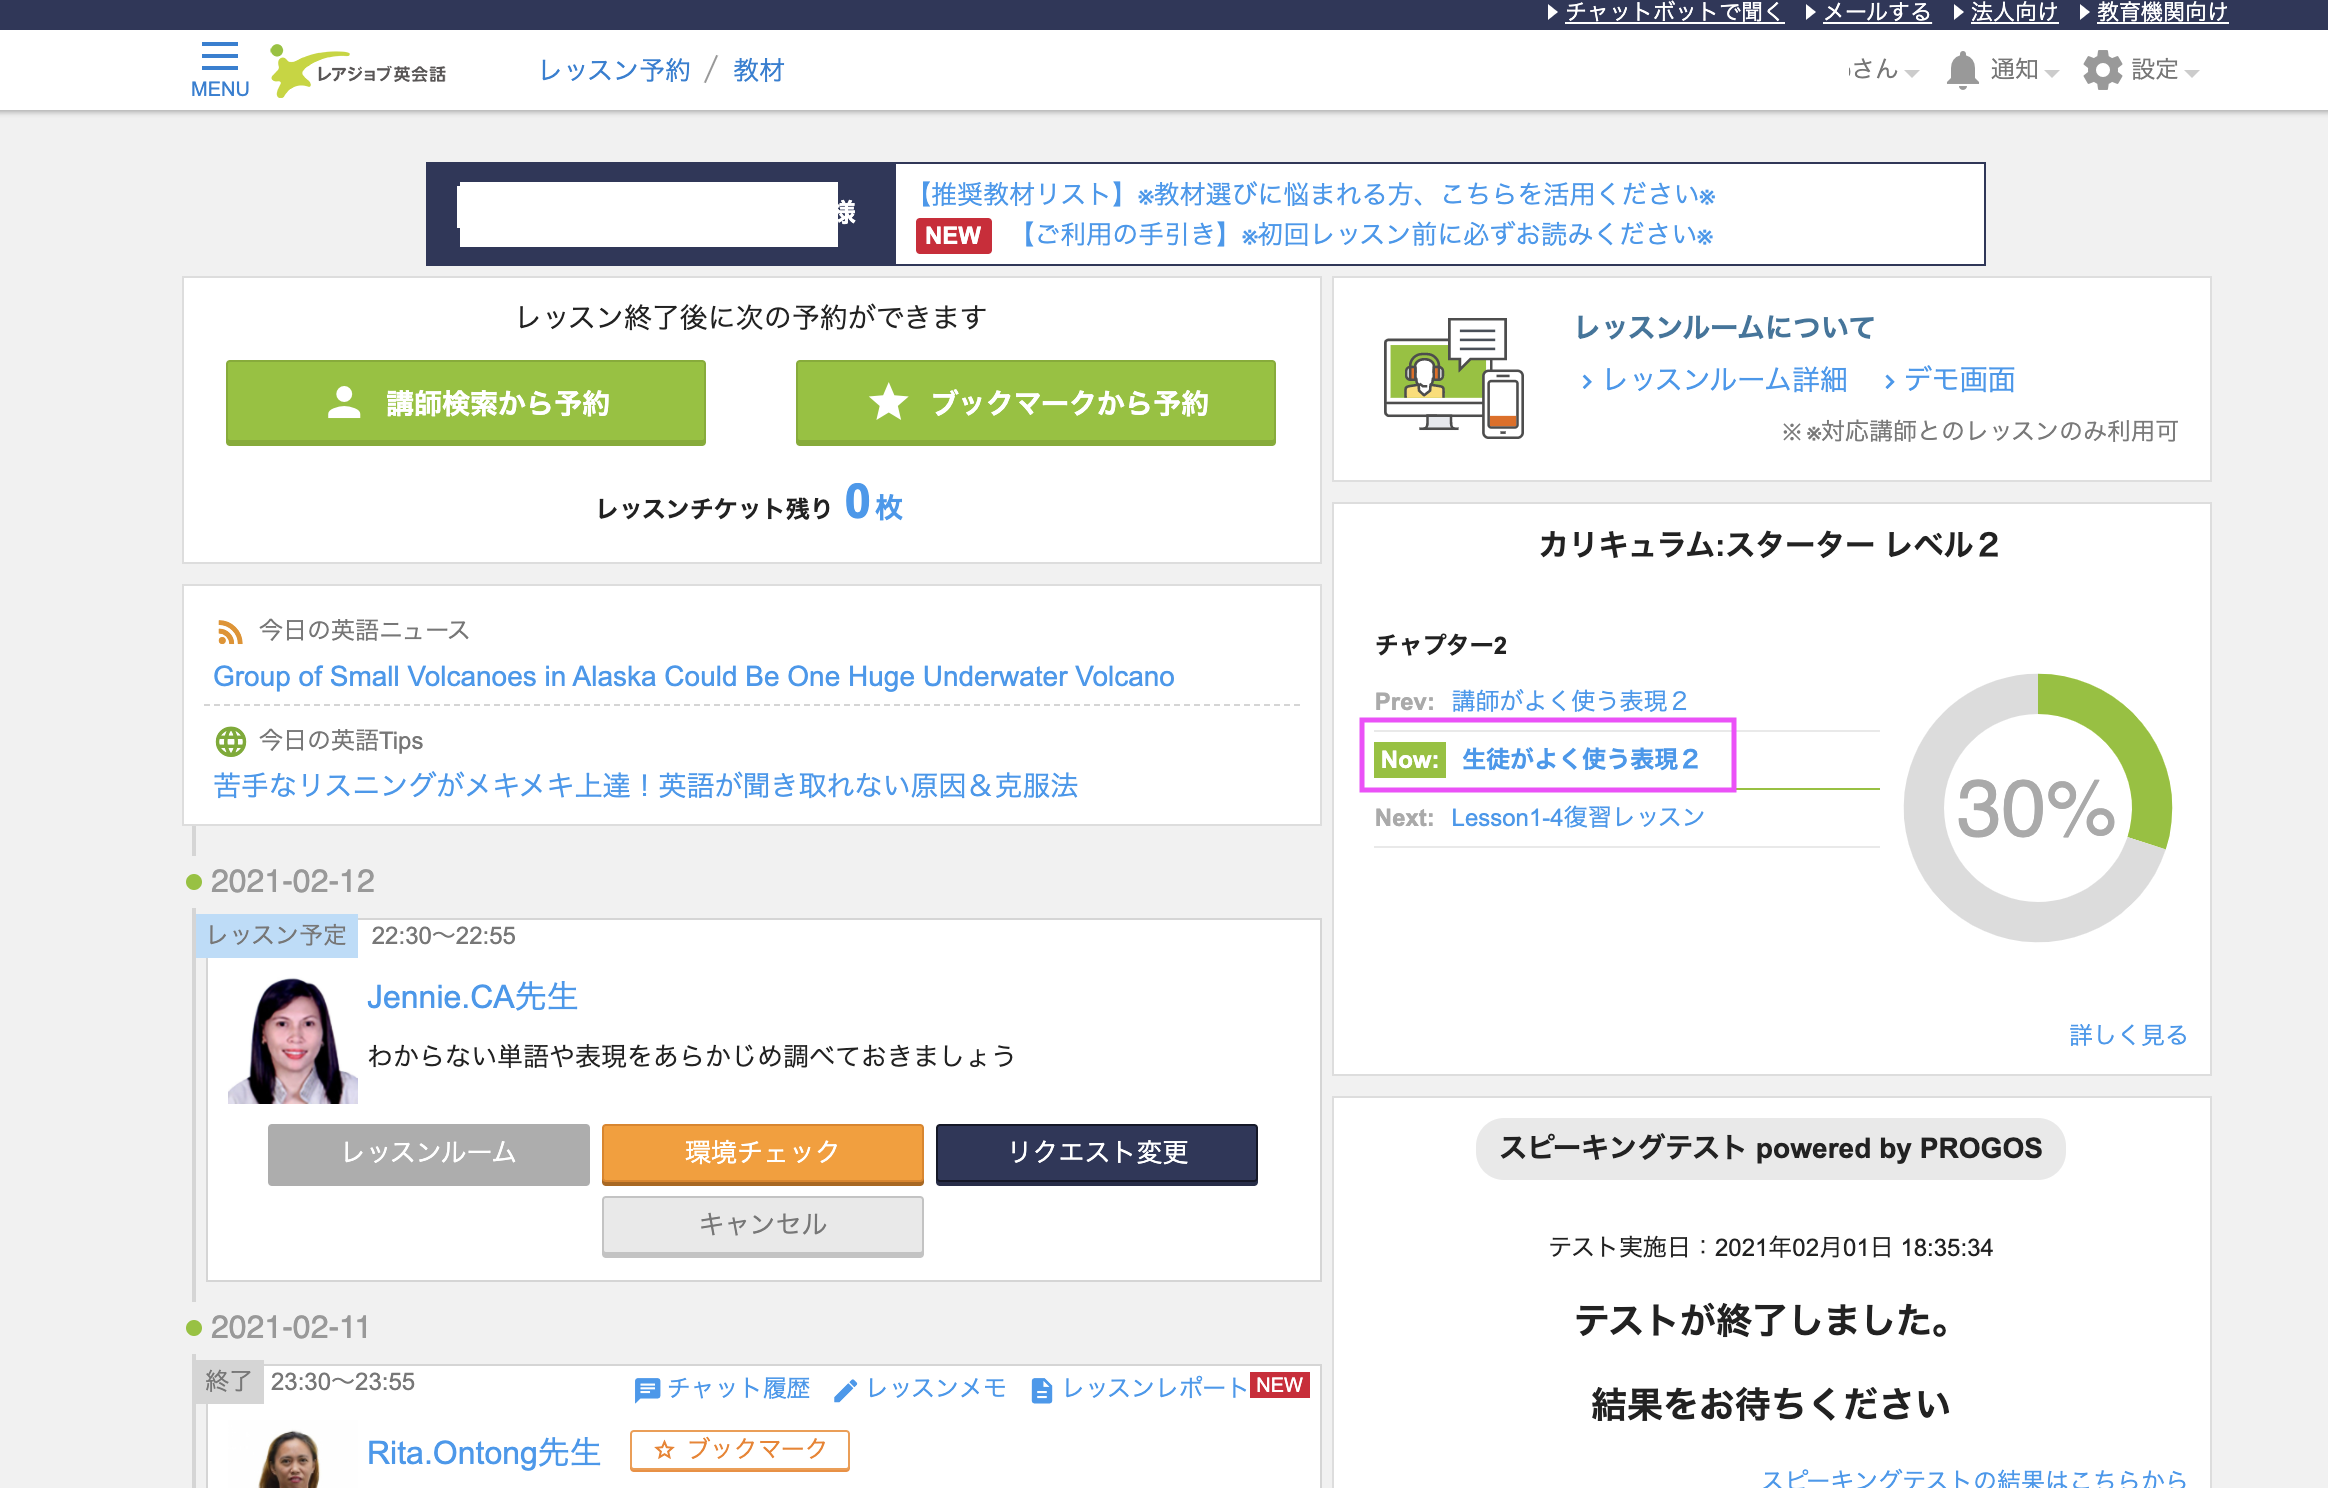 チャットボットで聞く メールする 法人向け 教育機関向け
MENU レアジョブ英会話 レッスン予約 / 教材 さん 通知 設定
様
【推奨教材リスト】※教材選びに悩まれる方、こちらを活用ください※
NEW 【ご利用の手引き】※初回レッスン前に必ずお読みください※
レッスン終了後に次の予約ができます
講師検索から予約 ブックマークから予約
レッスンチケット残り 0枚
今日の英語ニュース
Group of Small Volcanoes in Alaska Could Be One Huge Underwater Volcano
今日の英語Tips
苦手なリスニングがメキメキ上達！英語が聞き取れない原因＆克服法
2021-02-12
レッスン予定 22:30〜22:55
Jennie.CA先生
わからない単語や表現をあらかじめ調べておきましょう
レッスンルーム 環境チェック リクエスト変更
キャンセル
2021-02-11
終了 23:30〜23:55 チャット履歴 レッスンメモ レッスンレポート NEW
Rita.Ontong先生 ブックマーク
レッスンルームについて
› レッスンルーム詳細 › デモ画面
※ ※対応講師とのレッスンのみ利用可
カリキュラム:スターター レベル２
チャプター2
Prev: 講師がよく使う表現２
Now: 生徒がよく使う表現２
Next: Lesson1-4復習レッスン
30%
詳しく見る
スピーキングテスト powered by PROGOS
テスト実施日：2021年02月01日 18:35:34
テストが終了しました。
結果をお待ちください
スピーキングテストの結果はこちらから